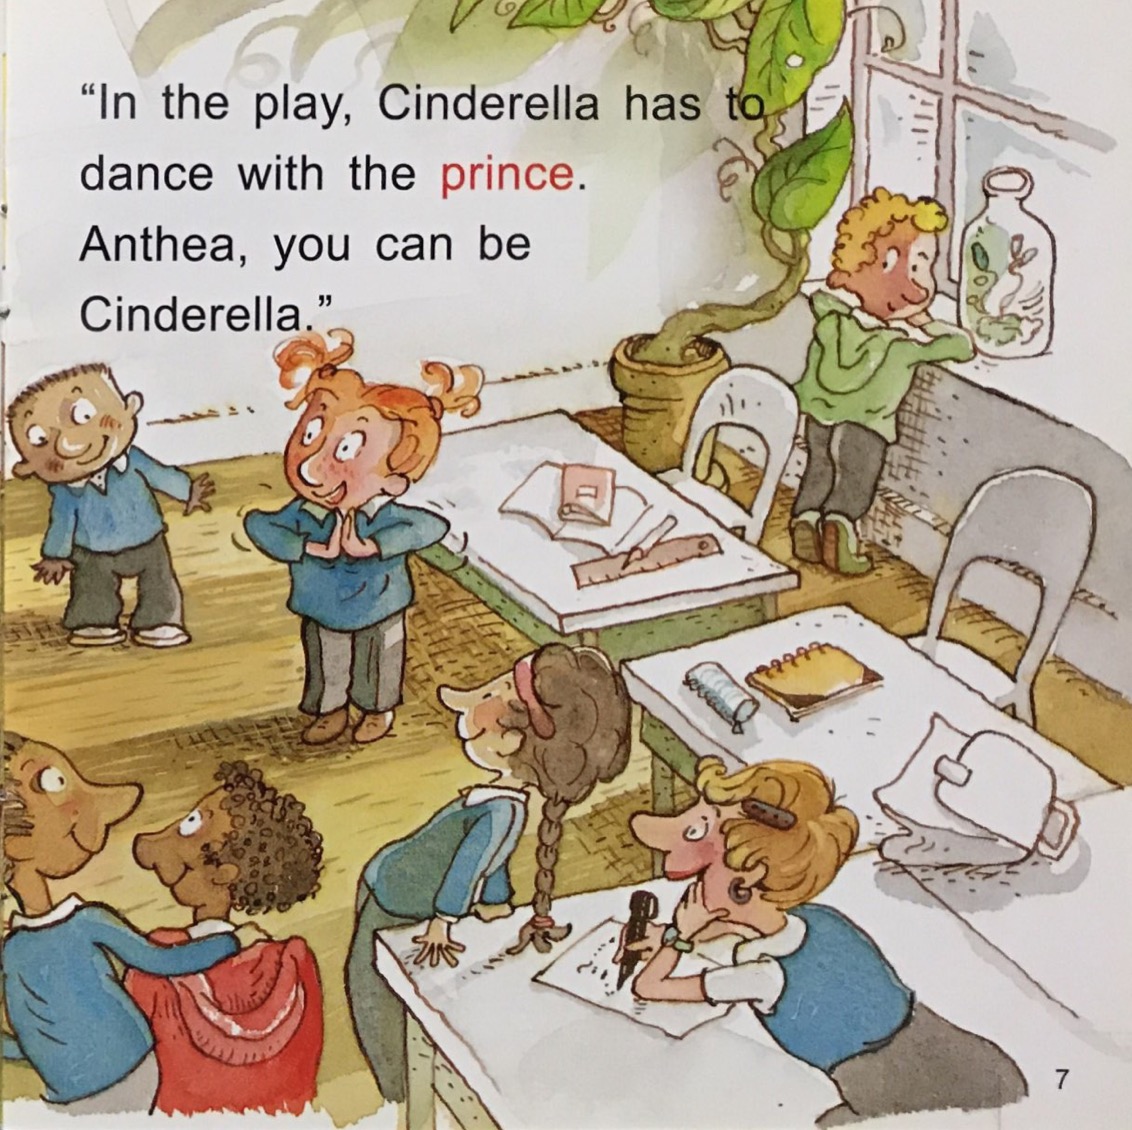 “In the play, Cinderella has to
dance with the prince.
Anthea, you can be
Cinderella.”
7